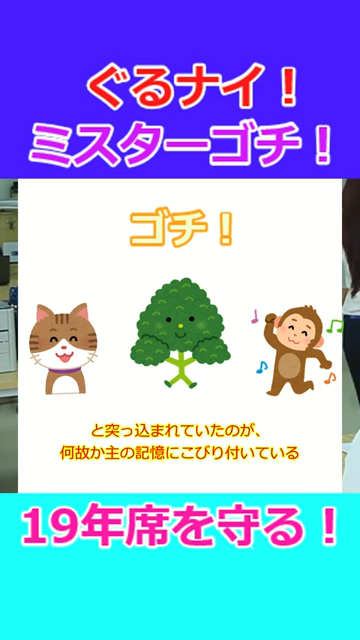 ぐるナイ！
ミスターゴチ！
ゴチ！
と突っ込まれていたのが、
何故か主の記憶にこびり付いている
19年席を守る！